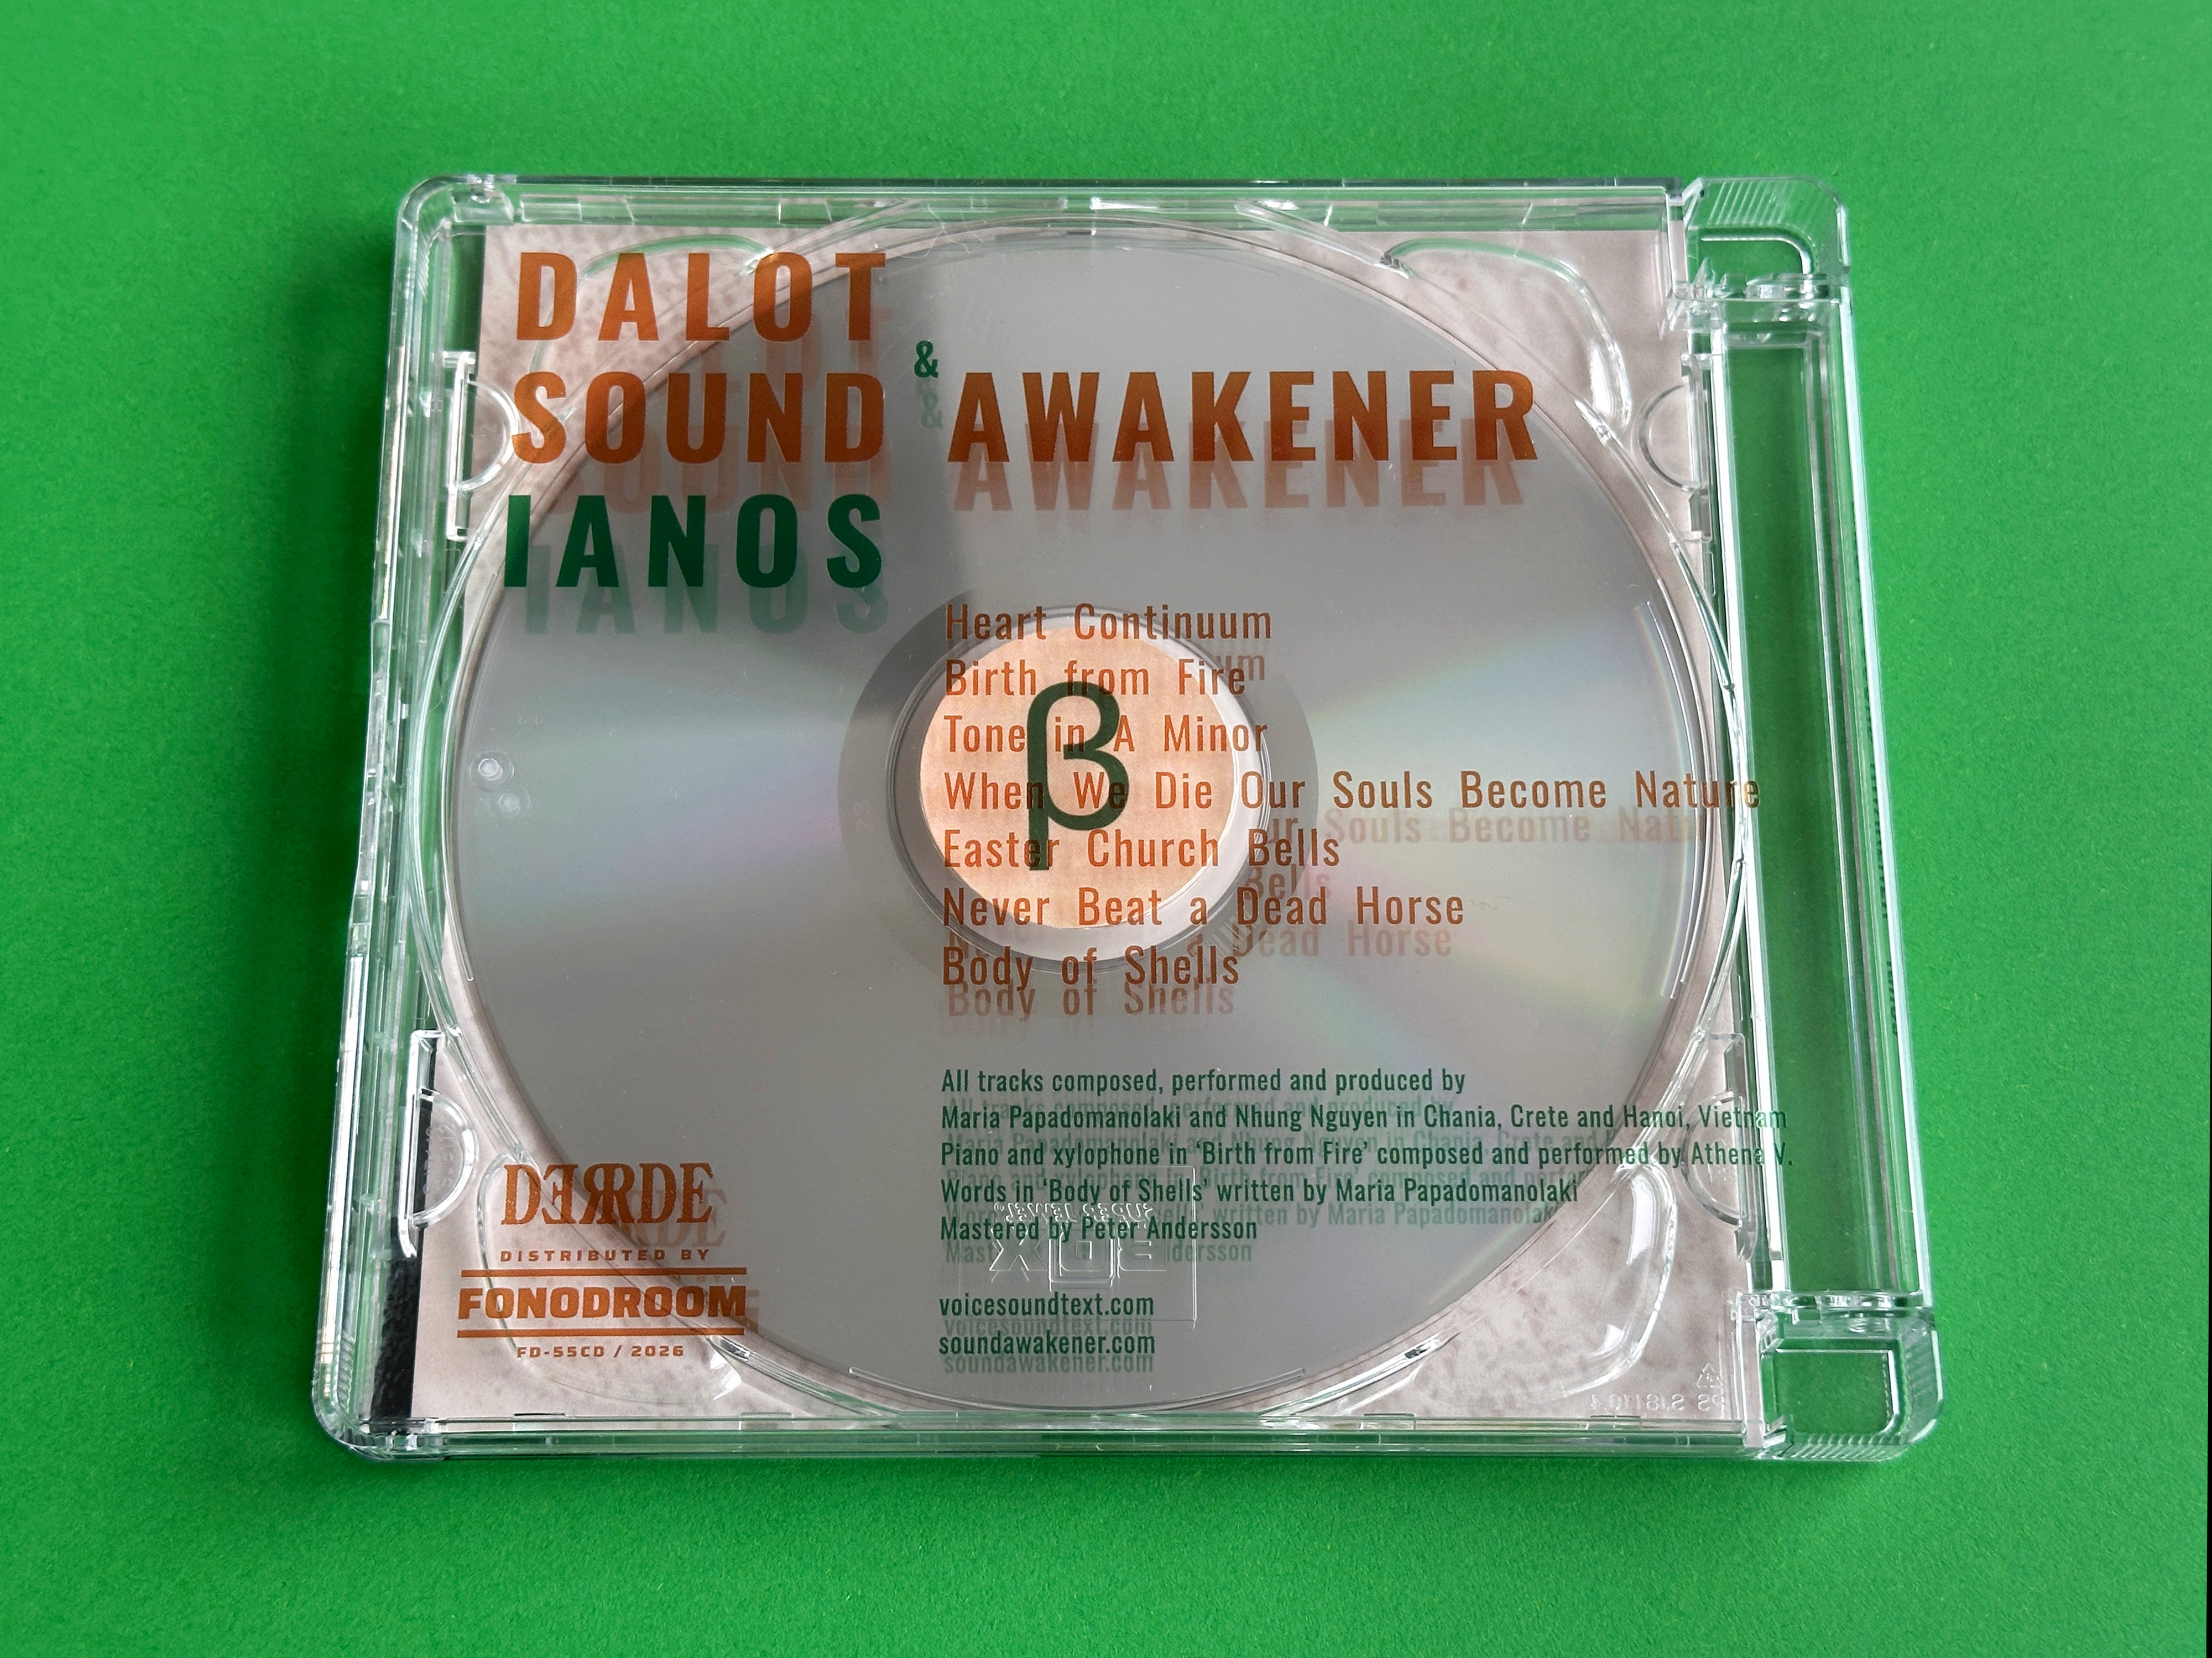 DALOT
&
SOUND AWAKENER
IANOS
Heart Continuum
Birth from Fire
Tone in A Minor
When We Die Our Souls Become Nature
Easter Church Bells
Never Beat a Dead Horse
Body of Shells
β
All tracks composed, performed and produced by
Maria Papadomanolaki and Nhung Nguyen in Chania, Crete and Hanoi, Vietnam
Piano and xylophone in ‘Birth from Fire’ composed and performed by Athena V.
Words in ‘Body of Shells’ written by Maria Papadomanolaki
Mastered by Peter Andersson
voicesoundtext.com
soundawakener.com
DISTRIBUTED BY
FONODROOM
FD-55CD / 2026
SUPER JEWEL
BOX